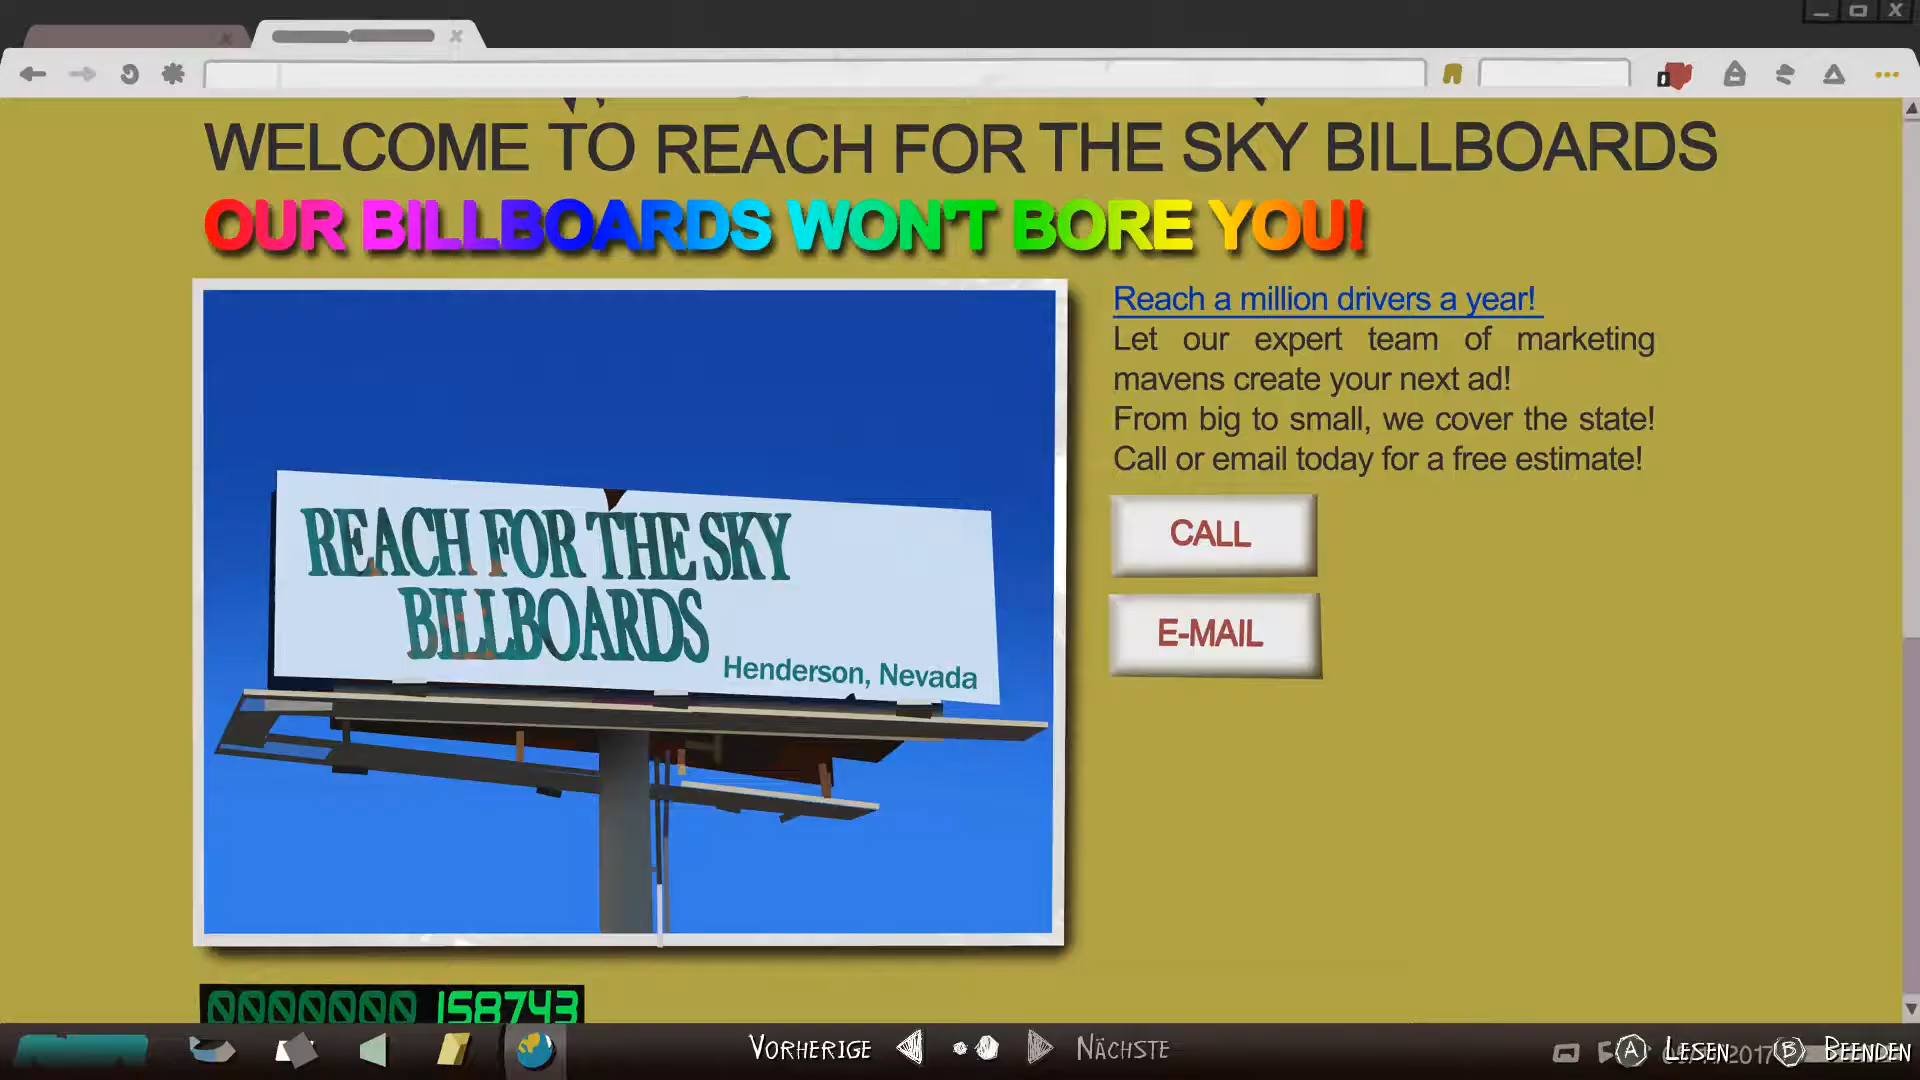 WELCOME TO REACH FOR THE SKY BILLBOARDS
OUR BILLBOARDS WON'T BORE YOU!
Reach a million drivers a year!
Let our expert team of marketing
mavens create your next ad!
From big to small, we cover the state!
Call or email today for a free estimate!
CALL
E-MAIL
REACH FOR THE SKY
BILLBOARDS
Henderson, Nevada
0000000 158743
VORHERIGE
NÄCHSTE
A LESEN
B BEENDEN